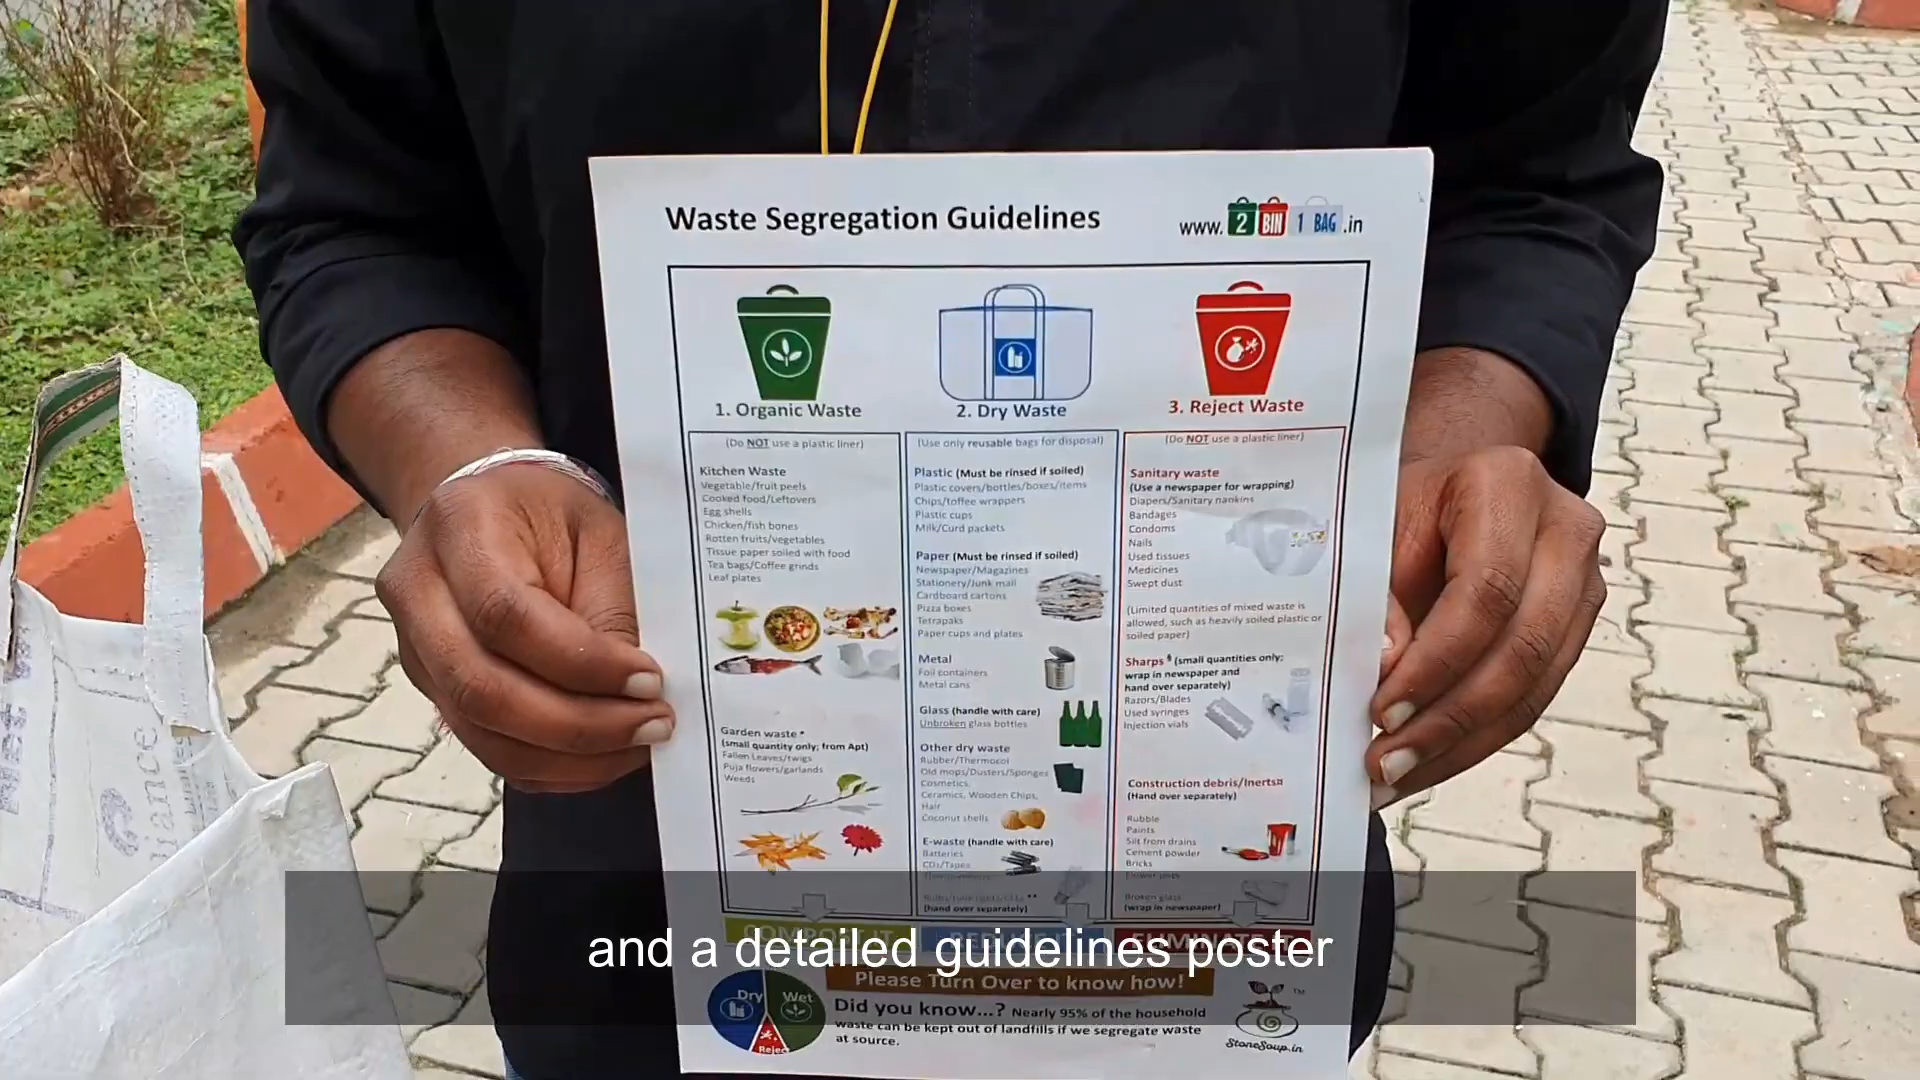 Waste Segregation Guidelines
www. 2 BIN 1 BAG .in
1. Organic Waste
(Do NOT use a plastic liner)
Kitchen Waste
Vegetable/fruit peels
Cooked food/Leftovers
Egg shells
Chicken/fish bones
Rotten fruits/vegetables
Tissue paper soiled with food
Tea bags/Coffee grinds
Leaf plates
Garden waste *
(small quantity only; from Apt)
Fallen Leaves/twigs
Puja flowers/garlands
Weeds
2. Dry Waste
(Use only reusable bags for disposal)
Plastic (Must be rinsed if soiled)
Plastic covers/bottles/boxes/items
Chips/toffee wrappers
Plastic cups
Milk/Curd packets
Paper (Must be rinsed if soiled)
Newspaper/Magazines
Stationery/Junk mail
Cardboard cartons
Pizza boxes
Tetrapaks
Paper cups and plates
Metal
Foil containers
Metal cans
Glass (handle with care)
Unbroken glass bottles
Other dry waste
Rubber/Thermocol
Old mops/Dusters/Sponges
Cosmetics,
Ceramics, Wooden Chips,
Hair
Coconut shells
E-waste (handle with care)
Batteries
CDs/Tapes
(hand over separately)
3. Reject Waste
(Do NOT use a plastic liner)
Sanitary waste
(Use a newspaper for wrapping)
Diapers/Sanitary napkins
Bandages
Condoms
Nails
Used tissues
Medicines
Swept dust
(Limited quantities of mixed waste is
allowed, such as heavily soiled plastic or
soiled paper)
Sharps (small quantities only;
wrap in newspaper and
hand over separately)
Razors/Blades
Used syringes
Injection vials
Construction debris/Inerts¤
(Hand over separately)
Rubble
Paints
Silt from drains
Cement powder
Bricks
Flower pots
Broken glass
(wrap in newspaper)
and a detailed guidelines poster
Please Turn Over to know how!
Dry
Wet
Reject
Did you know...? Nearly 95% of the household
waste can be kept out of landfills if we segregate waste
at source.
StoneSoup.in
TM